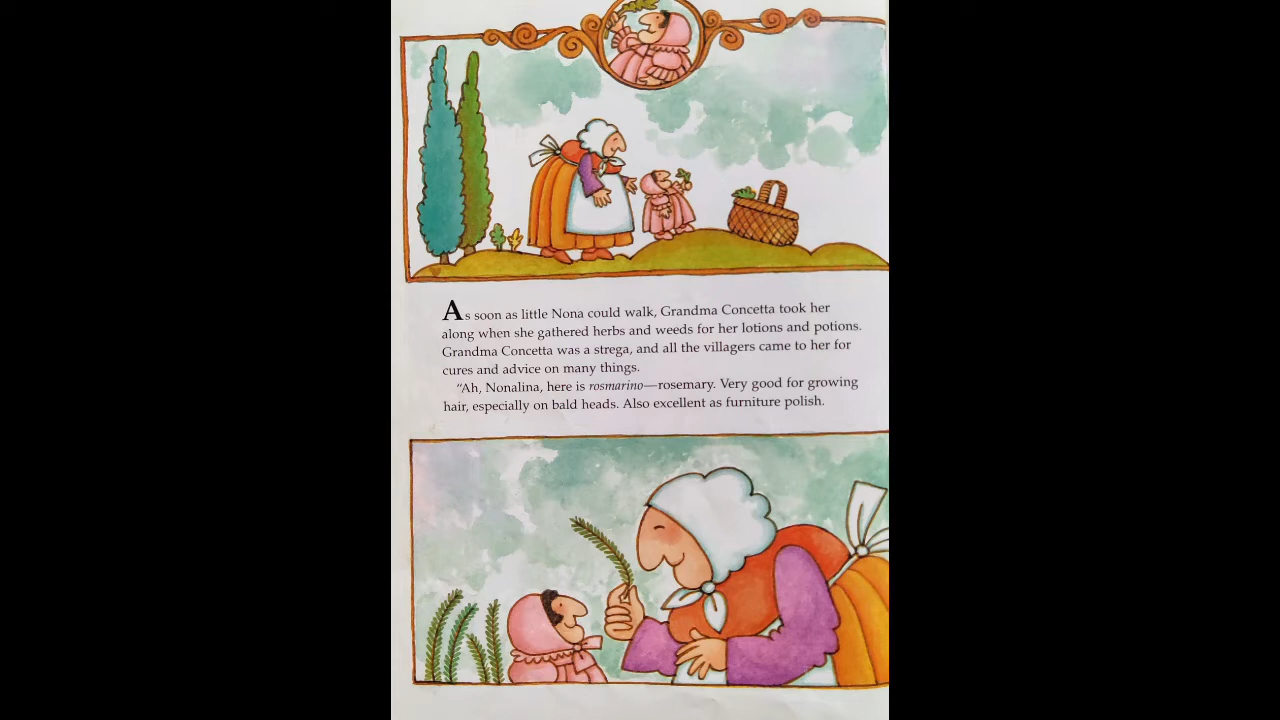 As soon as little Nona could walk, Grandma Concetta took her
along when she gathered herbs and weeds for her lotions and potions.
Grandma Concetta was a strega, and all the villagers came to her for
cures and advice on many things.
“Ah, Nonalina, here is rosmarino—rosemary. Very good for growing
hair, especially on bald heads. Also excellent as furniture polish.